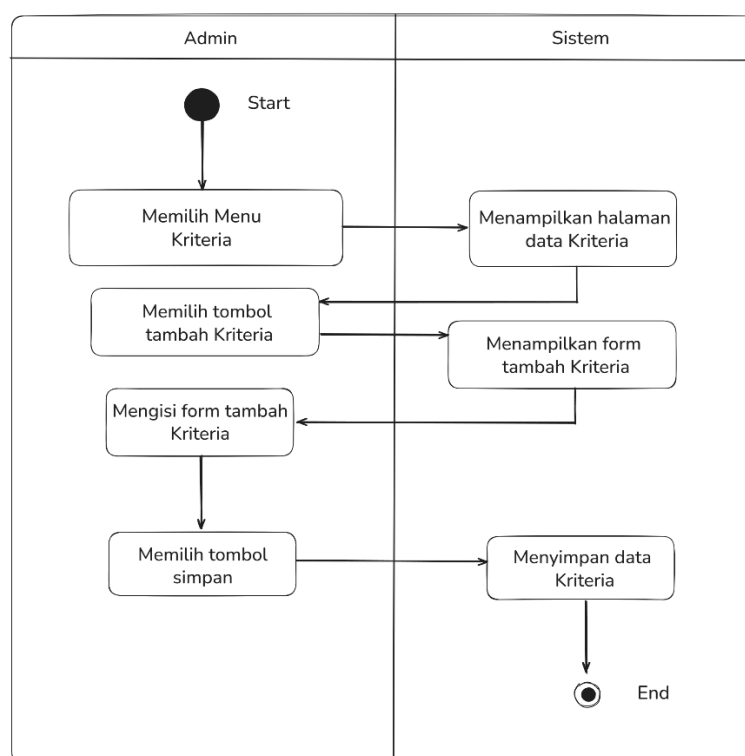 Admin
Sistem
Start
Memilih Menu
Kriteria
Menampilkan halaman
data Kriteria
Memilih tombol
tambah Kriteria
Menampilkan form
tambah Kriteria
Mengisi form tambah
Kriteria
Memilih tombol
simpan
Menyimpan data
Kriteria
End